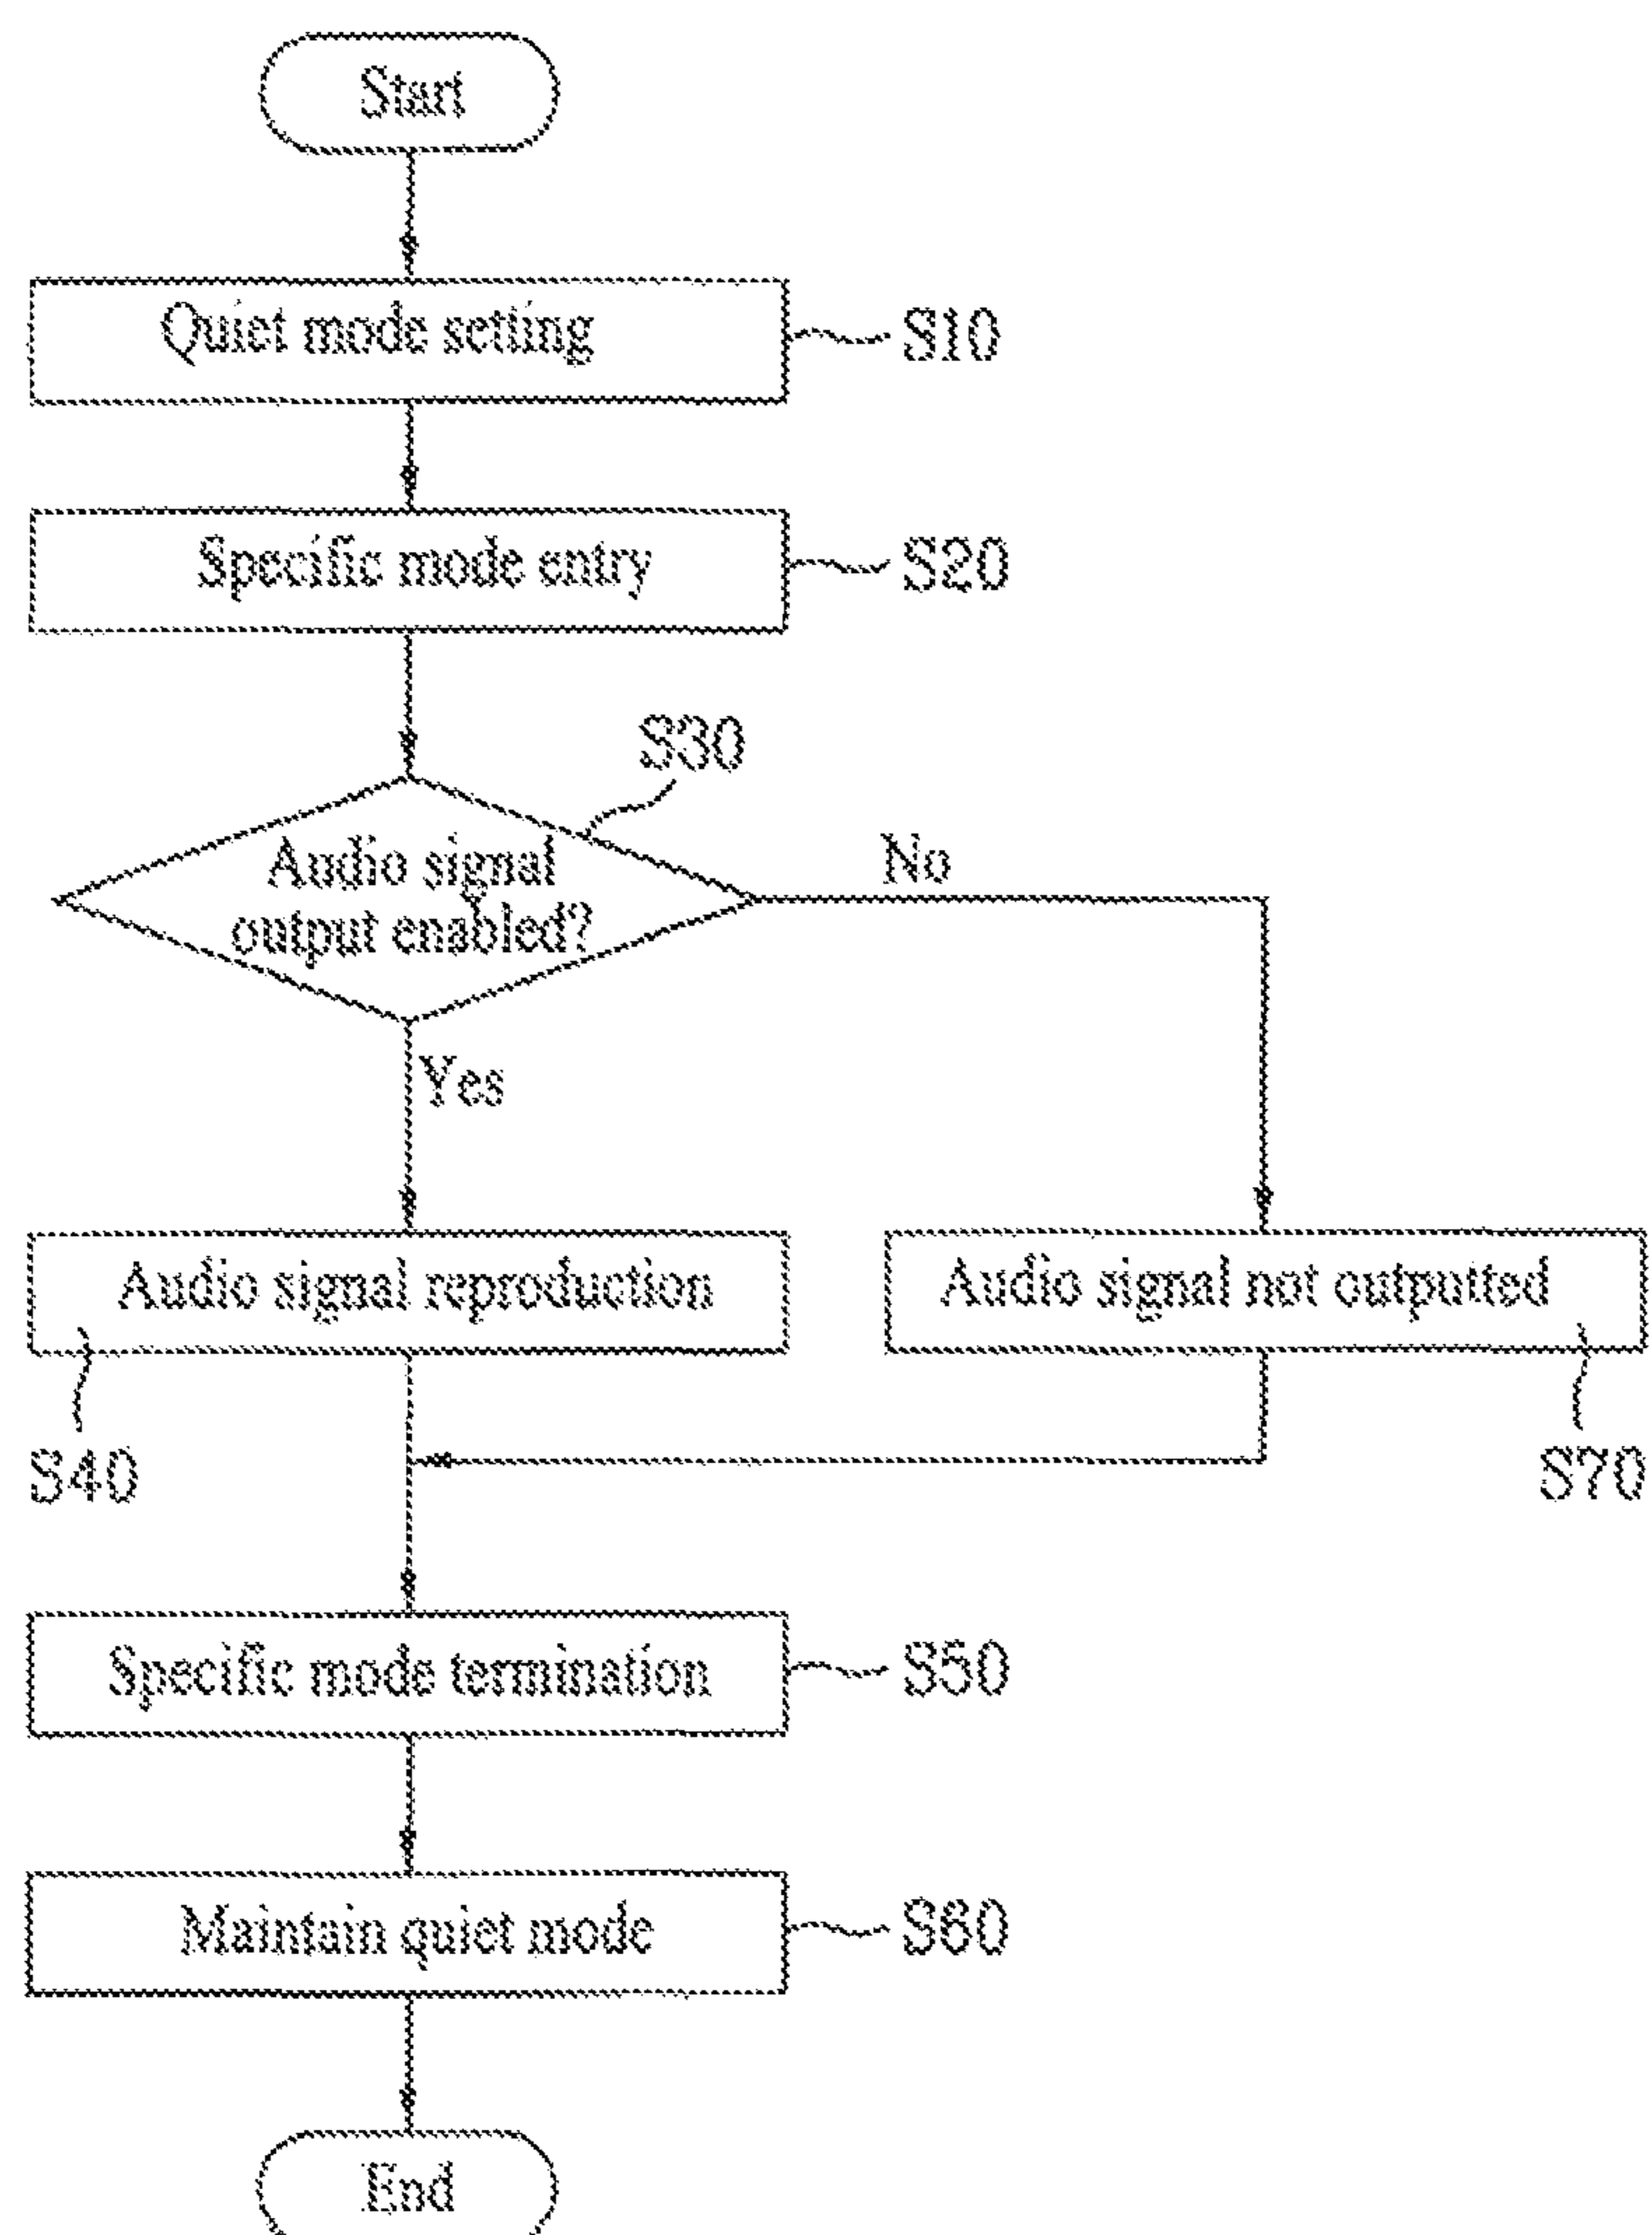 Start
Quiet mode setting
S10
Specific mode entry
S20
S30
Audio signal
output enabled?
No
Yes
Audio signal reproduction
Audio signal not outputted
S40
S70
Specific mode termination
S50
Maintain quiet mode
S60
End